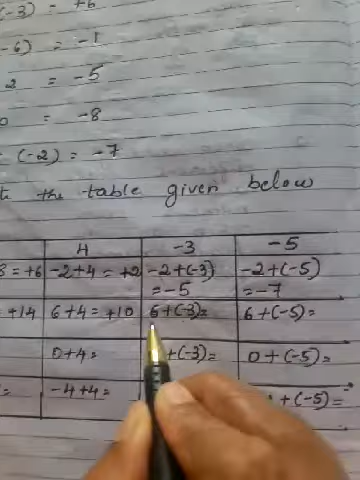 (-3) = +6
-6) = -1
2 = -5
0 = -8
(-2) = -7
the table given below
4 -3 -5
8 = +6 -2+4 = +2 -2+(-3) = -5 -2+(-5) = -7
= +14 6+4 = +10 6+(-3) = 6+(-5) =
0+4 = +(-3) = 0+(-5) =
= -4+4 = +(-5) =